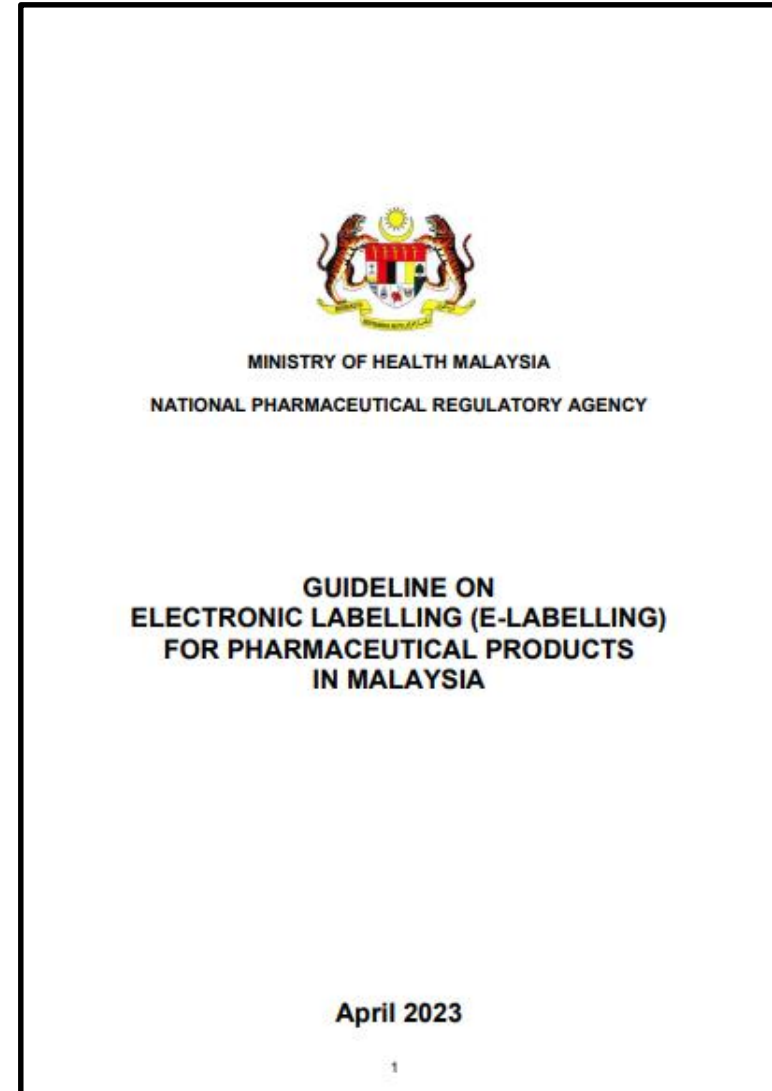 MINISTRY OF HEALTH MALAYSIA
NATIONAL PHARMACEUTICAL REGULATORY AGENCY
GUIDELINE ON
ELECTRONIC LABELLING (E-LABELLING)
FOR PHARMACEUTICAL PRODUCTS
IN MALAYSIA
April 2023
1